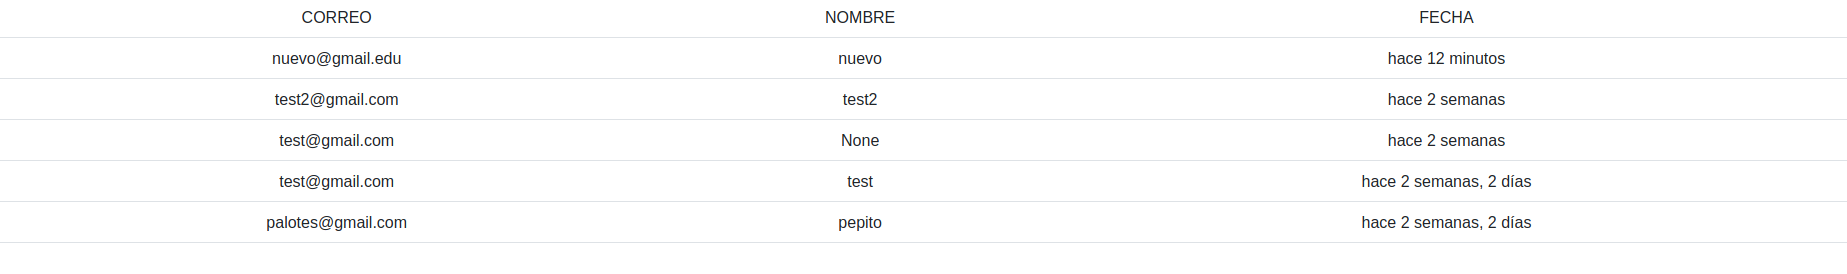 CORREO NOMBRE FECHA
nuevo@gmail.edu nuevo hace 12 minutos
test2@gmail.com test2 hace 2 semanas
test@gmail.com None hace 2 semanas
test@gmail.com test hace 2 semanas, 2 días
palotes@gmail.com pepito hace 2 semanas, 2 días